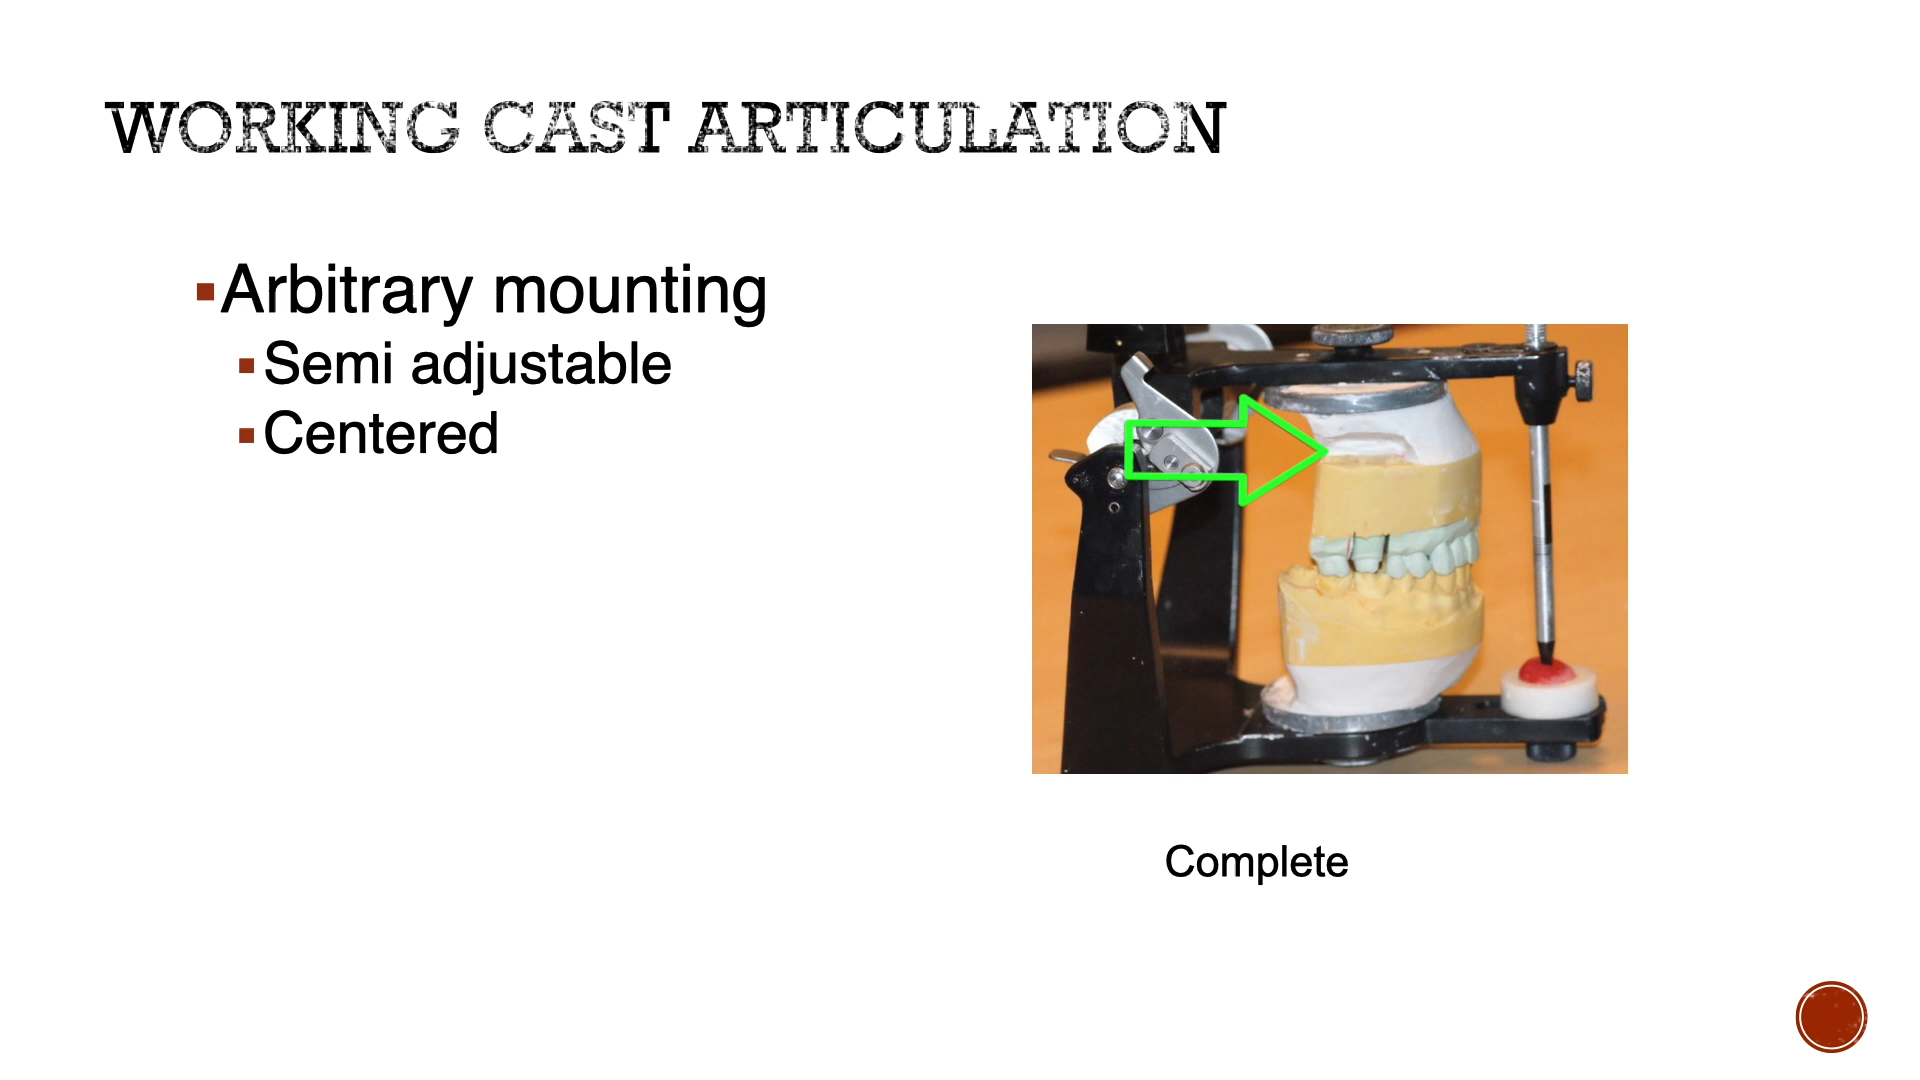 WORKING CAST ARTICULATION
Arbitrary mounting
Semi adjustable
Centered
Complete